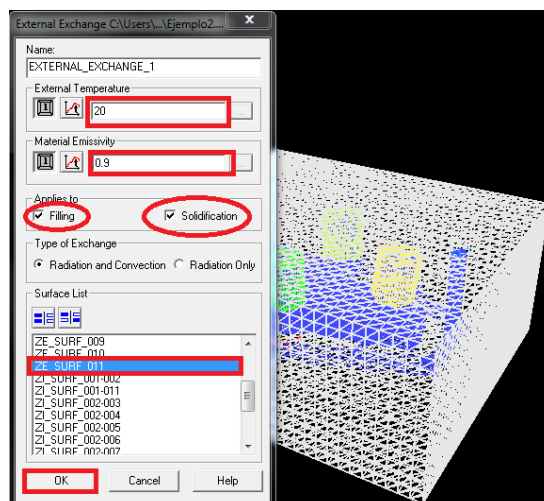 External Exchange C:\Users\...\Ejemplo2....
x
Name:
EXTERNAL_EXCHANGE_1
External Temperature
20
...
Material Emissivity
0.9
...
Applies to
Filling
Solidification
Type of Exchange
Radiation and Convection
Radiation Only
Surface List
ZE_SURF_009
ZE_SURF_010
ZE_SURF_011
ZI_SURF_001-002
ZI_SURF_001-011
ZI_SURF_002-003
ZI_SURF_002-004
ZI_SURF_002-005
ZI_SURF_002-006
ZI_SURF_002-007
OK
Cancel
Help